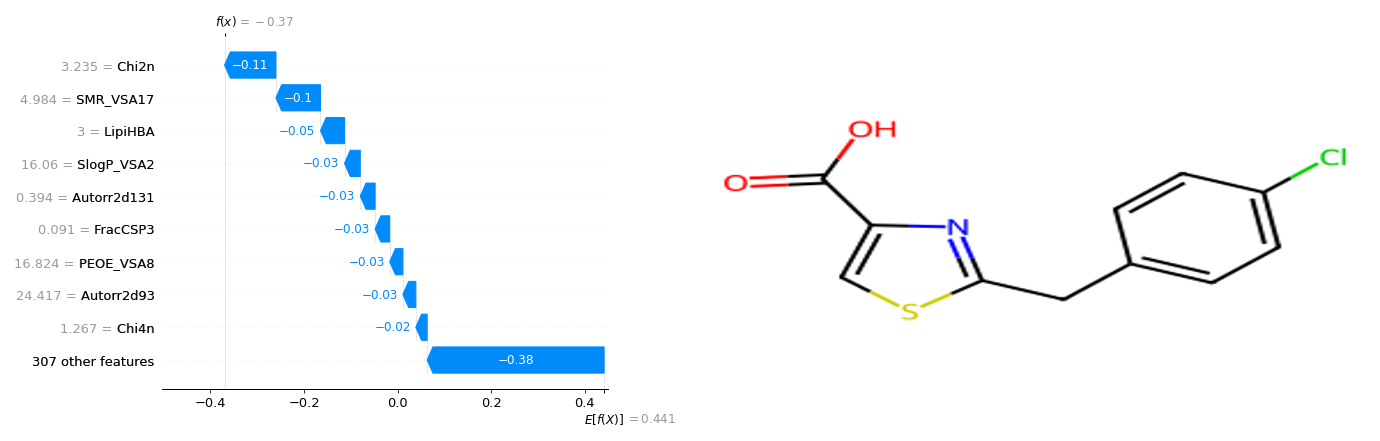 f(x) = −0.37
3.235 = Chi2n
−0.11
4.984 = SMR_VSA17
−0.1
3 = LipiHBA
−0.05
16.06 = SlogP_VSA2
−0.03
0.394 = Autorr2d131
−0.03
0.091 = FracCSP3
−0.03
16.824 = PEOE_VSA8
−0.03
24.417 = Autorr2d93
−0.03
1.267 = Chi4n
−0.02
307 other features
−0.38
−0.4 −0.2 0.0 0.2 0.4
E[f(X)] = 0.441
OH
O
Cl
N
S